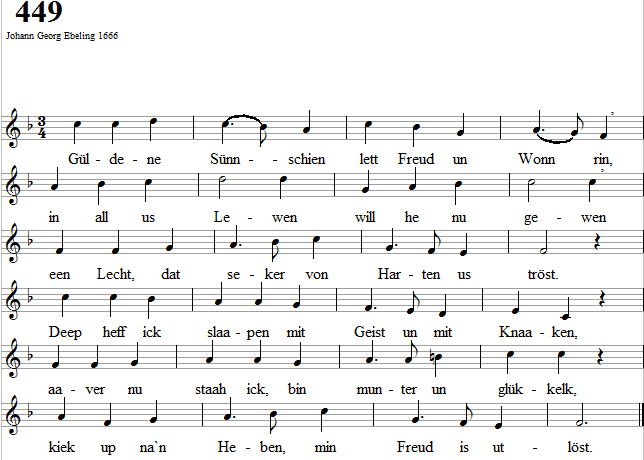 449
Johann Georg Ebeling 1666
Gül - de - ne Sünn - - schien lett Freud un Wonn rin,
in all us Le - wen will he nu ge - wen
een Lecht, dat se - ker von Har - ten us tröst.
Deep heff ick slaa - pen mit Geist un mit Knaa - ken,
aa - ver nu staah ick, bin mun - ter un glük - kelk,
kiek up na`n He - ben, min Freud is ut - löst.